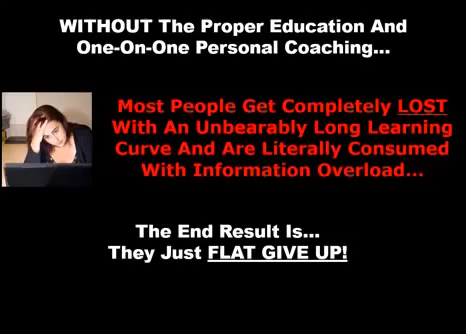 WITHOUT The Proper Education And
One-On-One Personal Coaching...
Most People Get Completely LOST
With An Unbearably Long Learning
Curve And Are Literally Consumed
With Information Overload...
The End Result Is...
They Just FLAT GIVE UP!